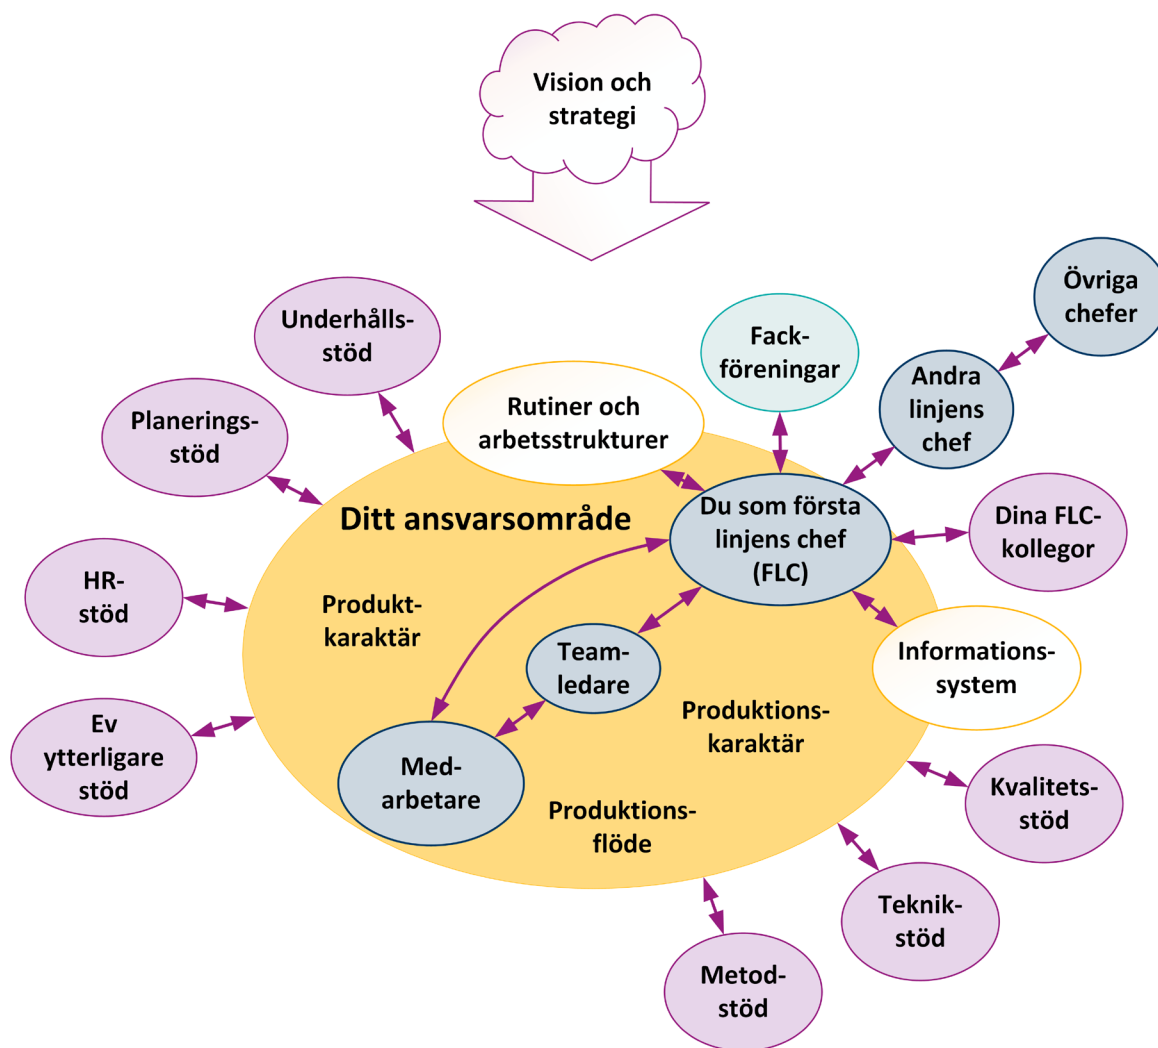 Vision och
strategi
Övriga
chefer
Underhålls-
stöd
Fack-
föreningar
Andra
linjens
chef
Rutiner och
arbetsstrukturer
Planerings-
stöd
Ditt ansvarsområde
Du som första
linjens chef
(FLC)
Dina FLC-
kollegor
HR-
stöd
Produkt-
karaktär
Team-
ledare
Informations-
system
Produktions-
karaktär
Ev
ytterligare
stöd
Med-
arbetare
Produktions-
flöde
Kvalitets-
stöd
Teknik-
stöd
Metod-
stöd